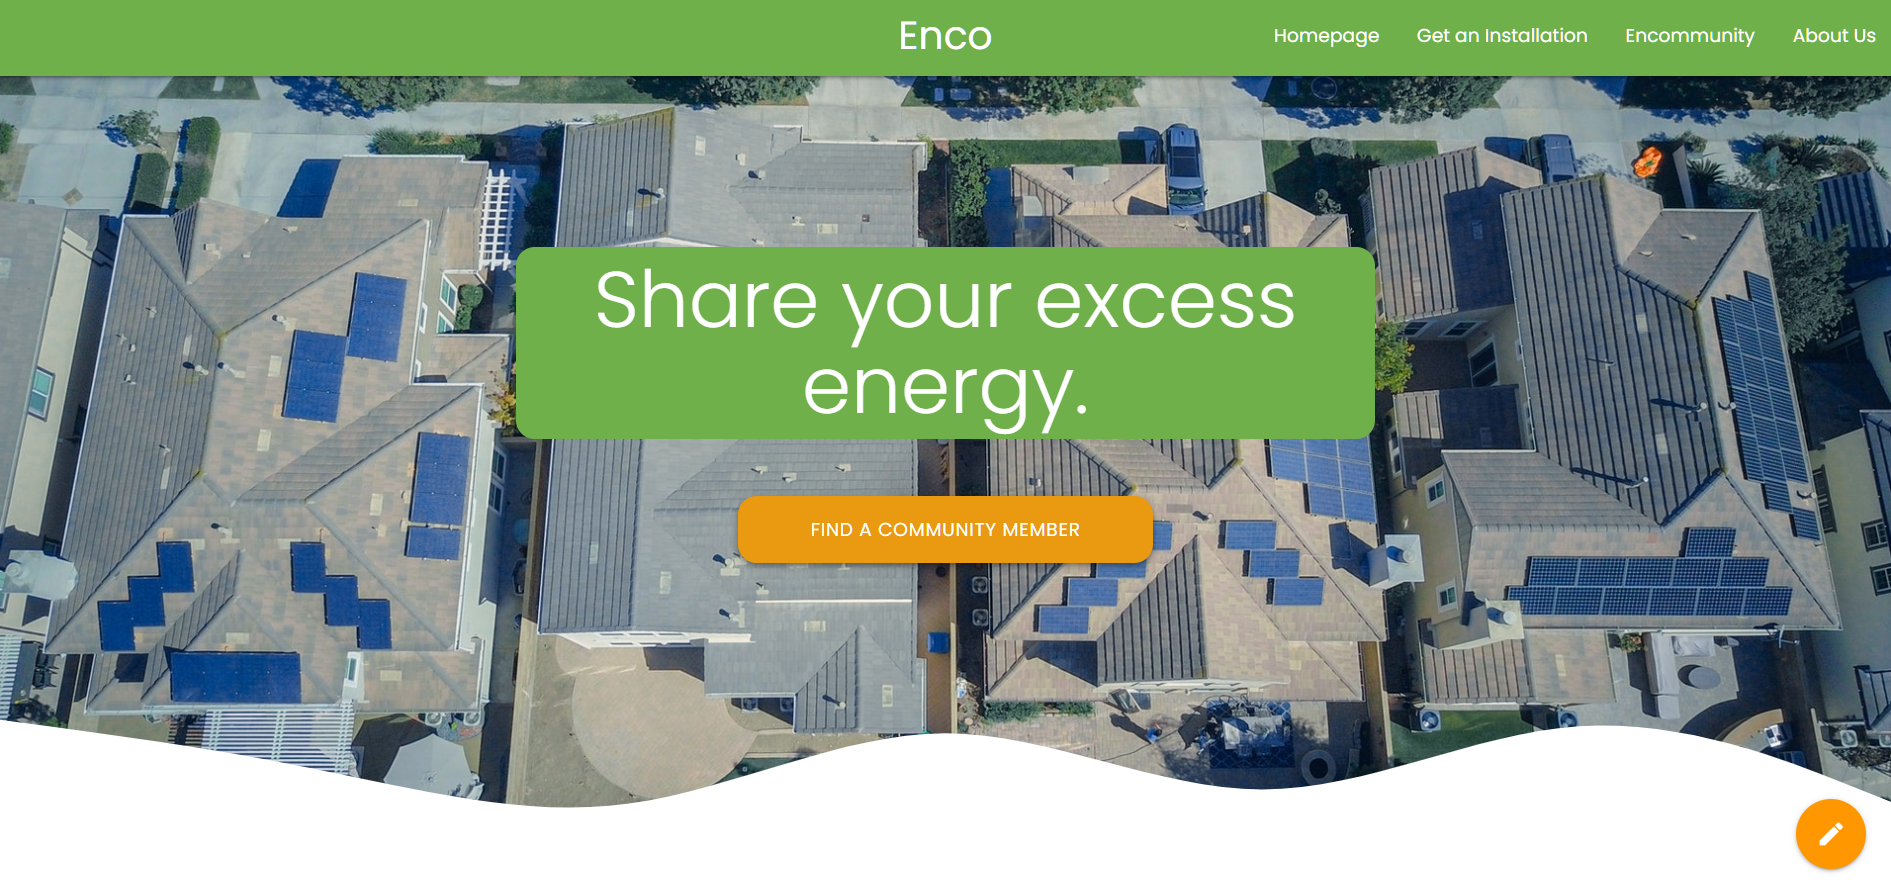 Enco
Homepage Get an Installation Encommunity About Us
Share your excess
energy.
FIND A COMMUNITY MEMBER